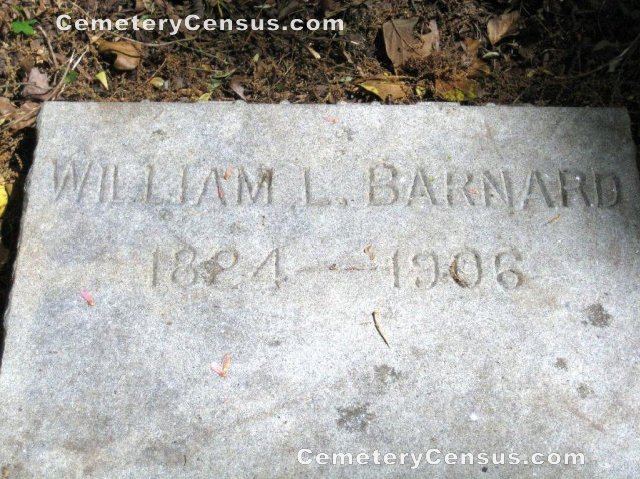 CemeteryCensus.com
WILLIAM L. BARNARD
1824 — 1906
CemeteryCensus.com